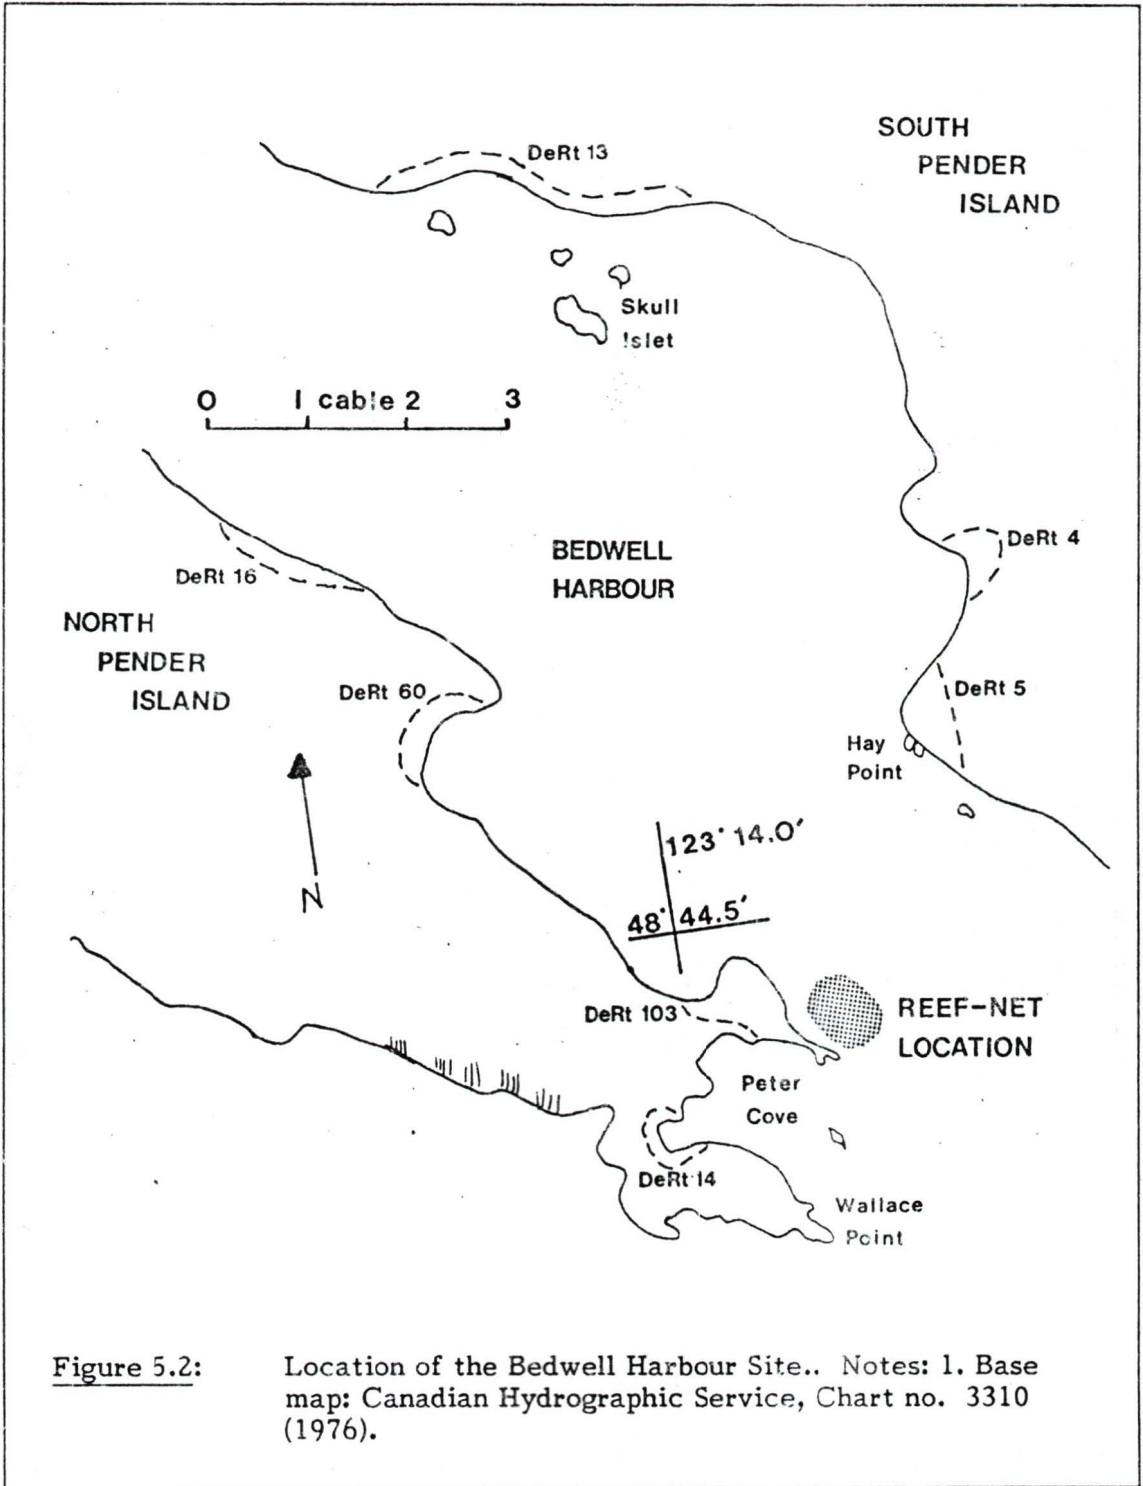 SOUTH
PENDER
ISLAND
DeRt 13
Skull
Islet
0 1 cable 2 3
BEDWELL
HARBOUR
DeRt 4
DeRt 16
NORTH
PENDER
ISLAND
DeRt 60
DeRt 5
Hay
Point
N
123° 14.0'
48° 44.5'
DeRt 103
REEF-NET
LOCATION
Peter
Cove
DeRt 14
Wallace
Point
Figure 5.2: Location of the Bedwell Harbour Site.. Notes: 1. Base
map: Canadian Hydrographic Service, Chart no. 3310
(1976).